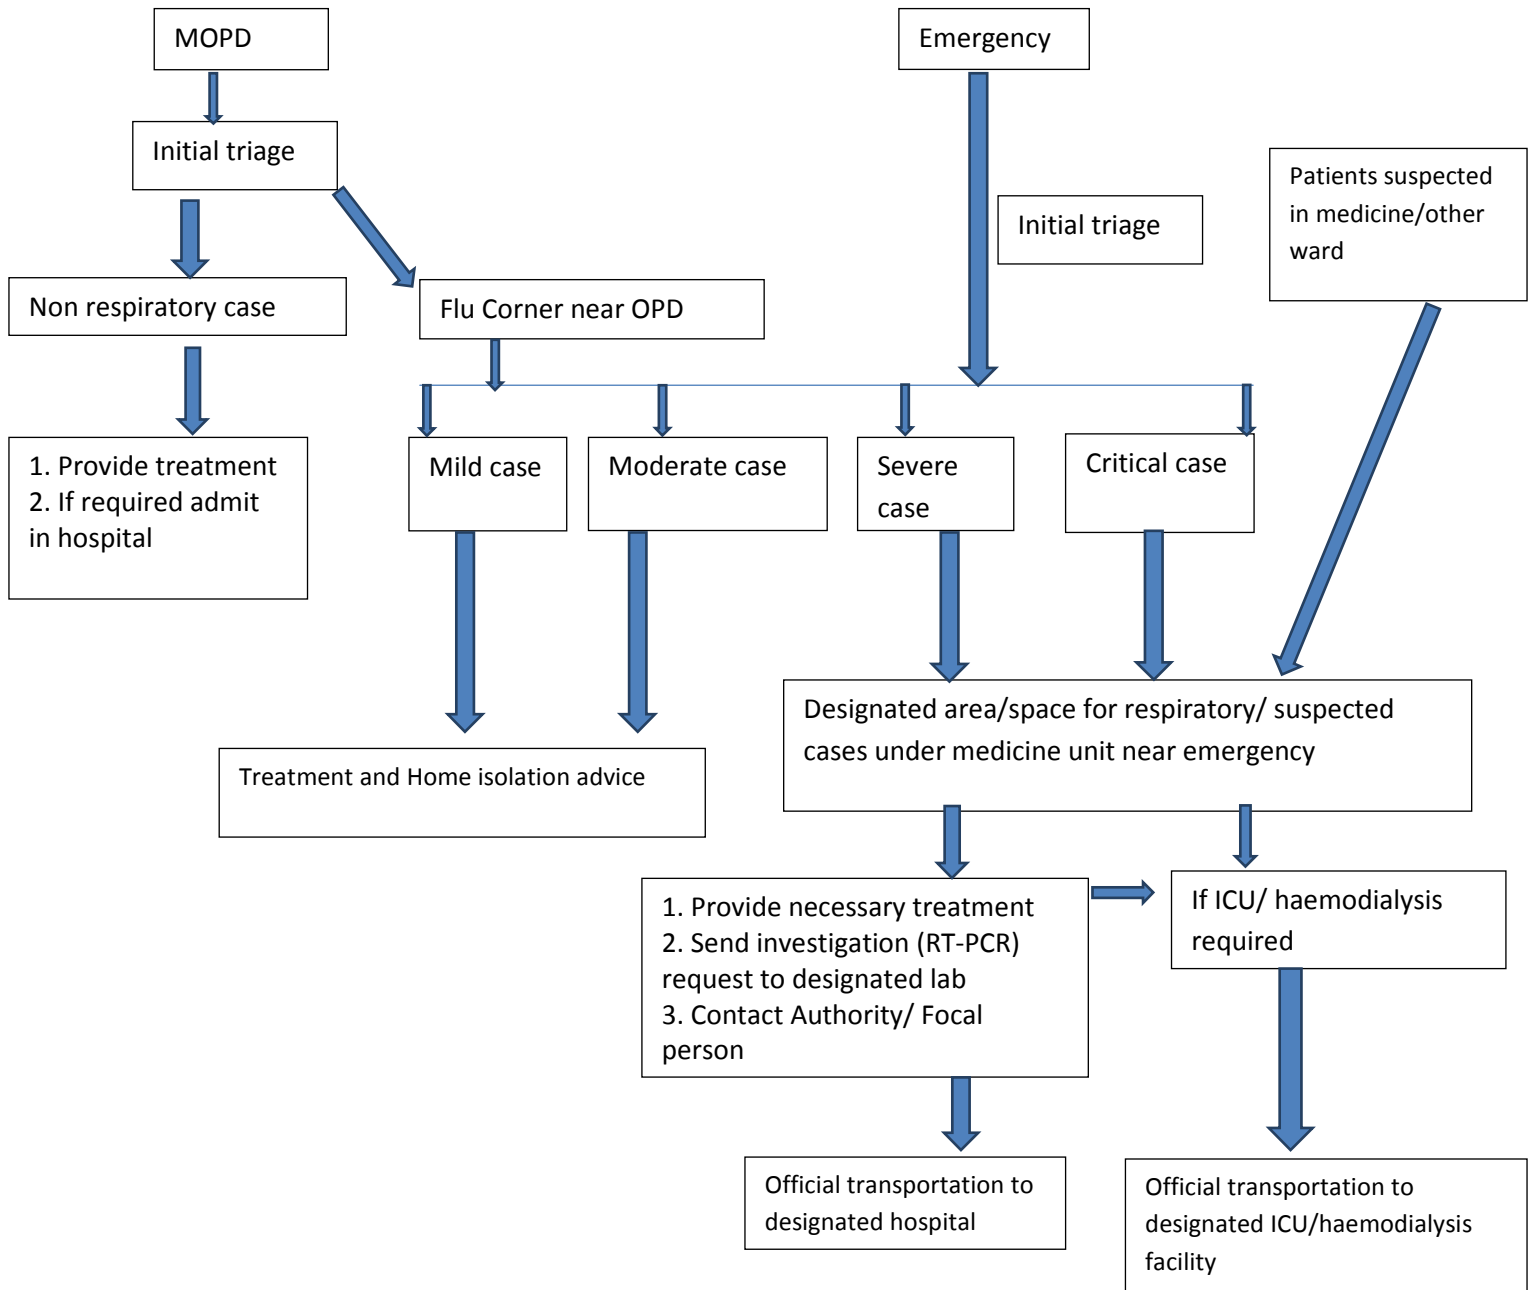 MOPD
Emergency
Initial triage
Patients suspected
in medicine/other
ward
Initial triage
Non respiratory case
Flu Corner near OPD
1. Provide treatment
2. If required admit
in hospital
Mild case
Moderate case
Severe
case
Critical case
Designated area/space for respiratory/ suspected
cases under medicine unit near emergency
Treatment and Home isolation advice
1. Provide necessary treatment
2. Send investigation (RT-PCR)
request to designated lab
3. Contact Authority/ Focal
person
If ICU/ haemodialysis
required
Official transportation to
designated hospital
Official transportation to
designated ICU/haemodialysis
facility